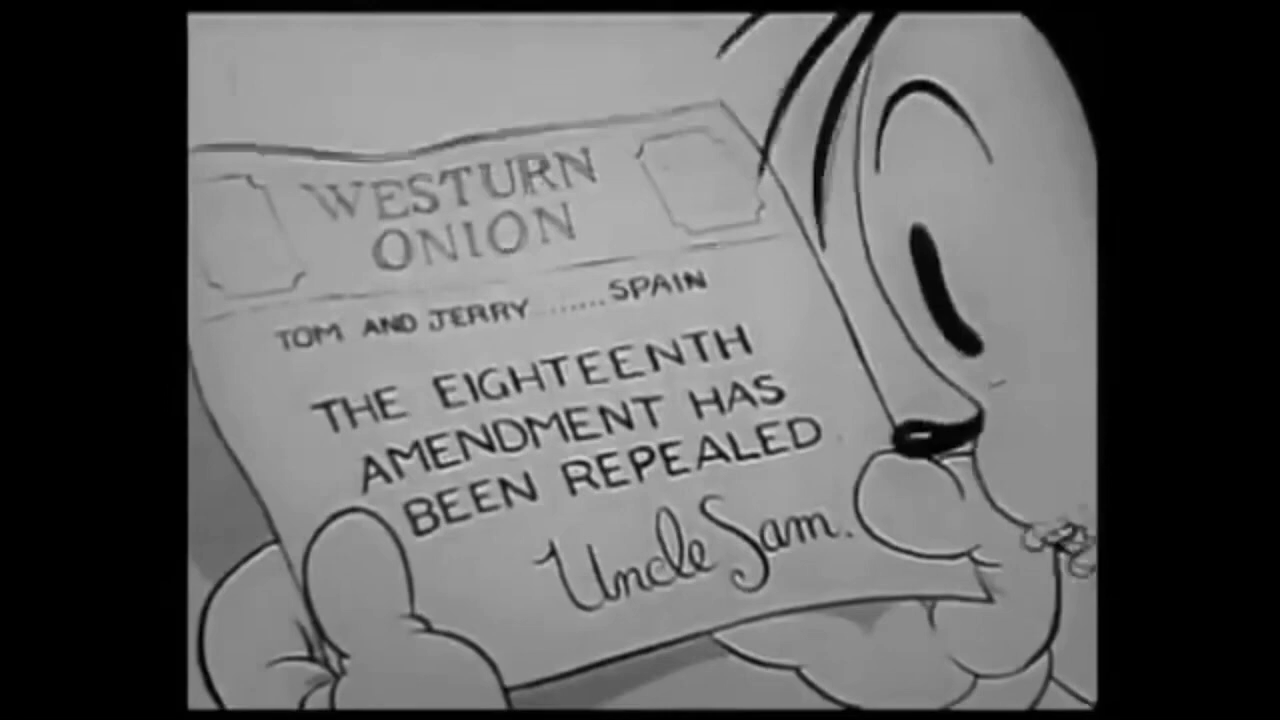 WESTURN
ONION
TOM AND JERRY.......SPAIN
THE EIGHTEENTH
AMENDMENT HAS
BEEN REPEALED
Uncle Sam.